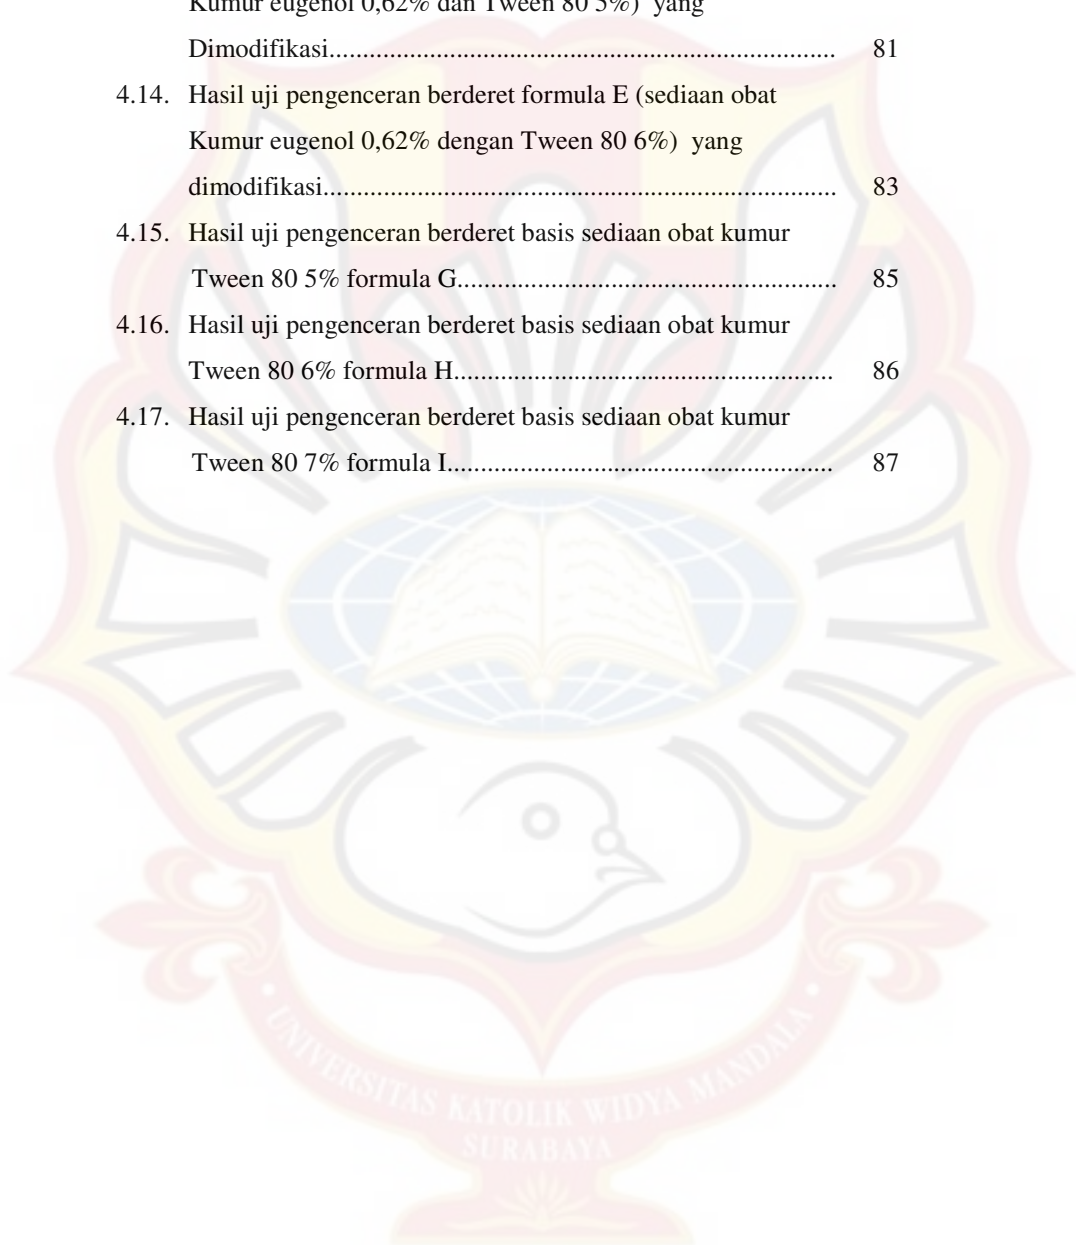 Kumur eugenol 0,62% dan Tween 80 5%) yang
Dimodifikasi........................................................................... 81
4.14. Hasil uji pengenceran berderet formula E (sediaan obat
Kumur eugenol 0,62% dengan Tween 80 6%) yang
dimodifikasi............................................................................ 83
4.15. Hasil uji pengenceran berderet basis sediaan obat kumur
Tween 80 5% formula G........................................................ 85
4.16. Hasil uji pengenceran berderet basis sediaan obat kumur
Tween 80 6% formula H........................................................ 86
4.17. Hasil uji pengenceran berderet basis sediaan obat kumur
Tween 80 7% formula I......................................................... 87
UNIVERSITAS KATOLIK WIDYA MANDALA
SURABAYA